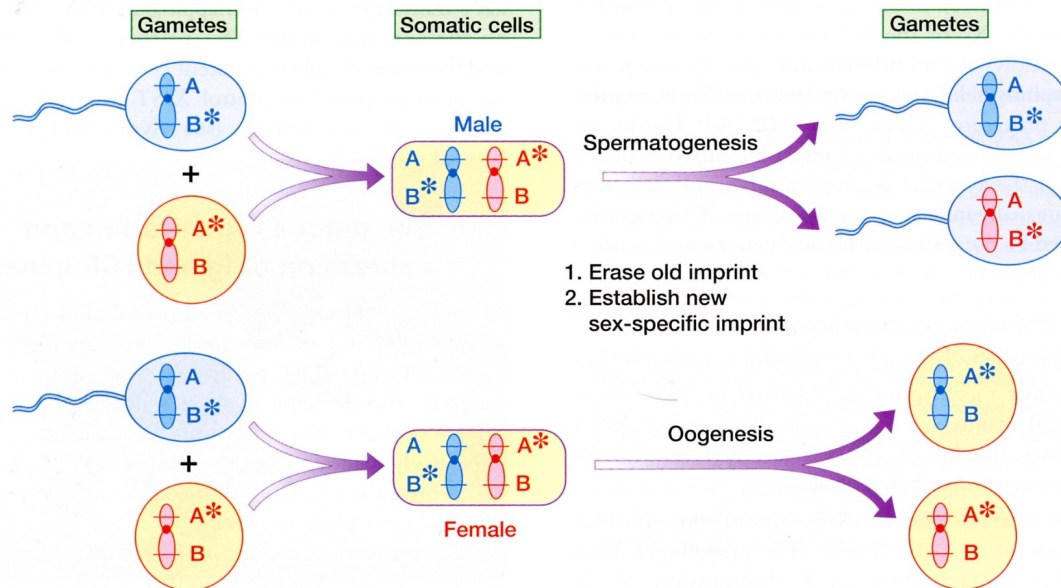 Gametes
Somatic cells
Gametes
A
B*
+
A*
B
Male
A
B*
A*
B
Spermatogenesis
A
B*
A
B*
1. Erase old imprint
2. Establish new
sex-specific imprint
A
B*
+
A*
B
A
B*
A*
B
Female
Oogenesis
A*
B
A*
B